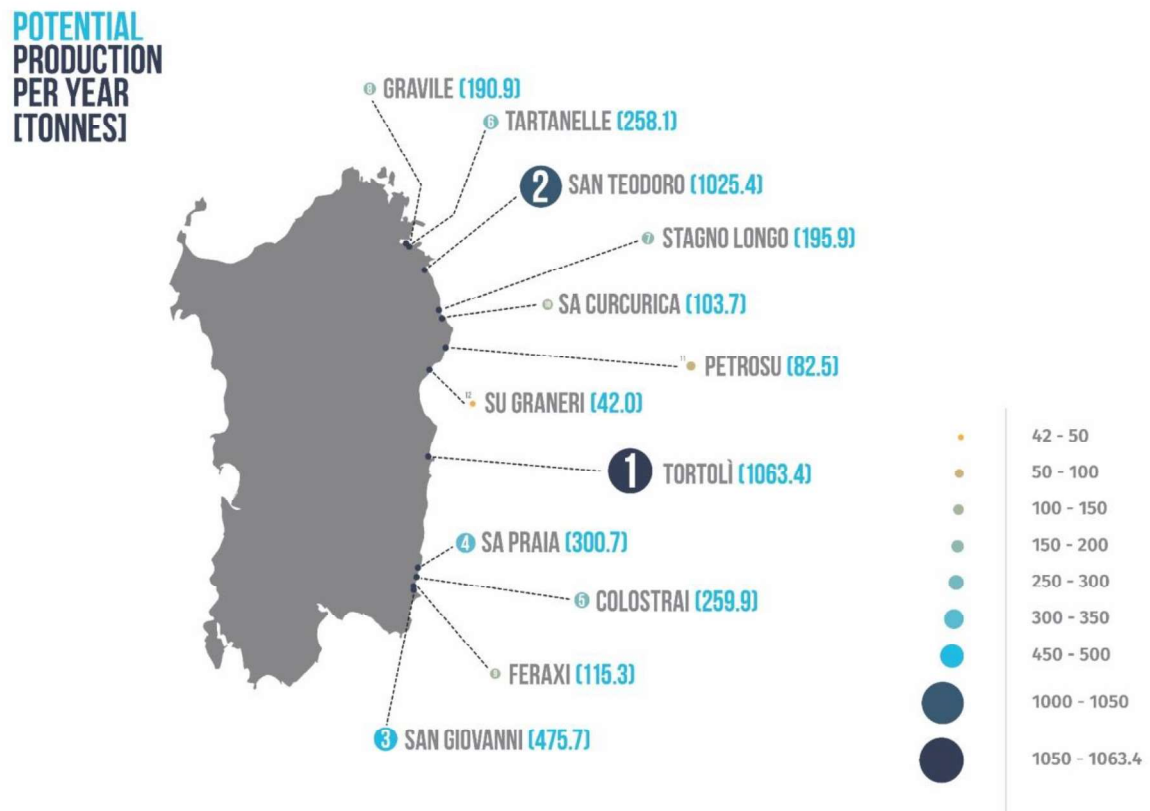 POTENTIAL
PRODUCTION
PER YEAR
[TONNES]
8 GRAVILE (190.9)
6 TARTANELLE (258.1)
2 SAN TEODORO (1025.4)
7 STAGNO LONGO (195.9)
10 SA CURCURICA (103.7)
11 PETROSU (82.5)
12 SU GRANERI (42.0)
1 TORTOLÌ (1063.4)
4 SA PRAIA (300.7)
5 COLOSTRAI (259.9)
9 FERAXI (115.3)
3 SAN GIOVANNI (475.7)
42 - 50
50 - 100
100 - 150
150 - 200
250 - 300
300 - 350
450 - 500
1000 - 1050
1050 - 1063.4